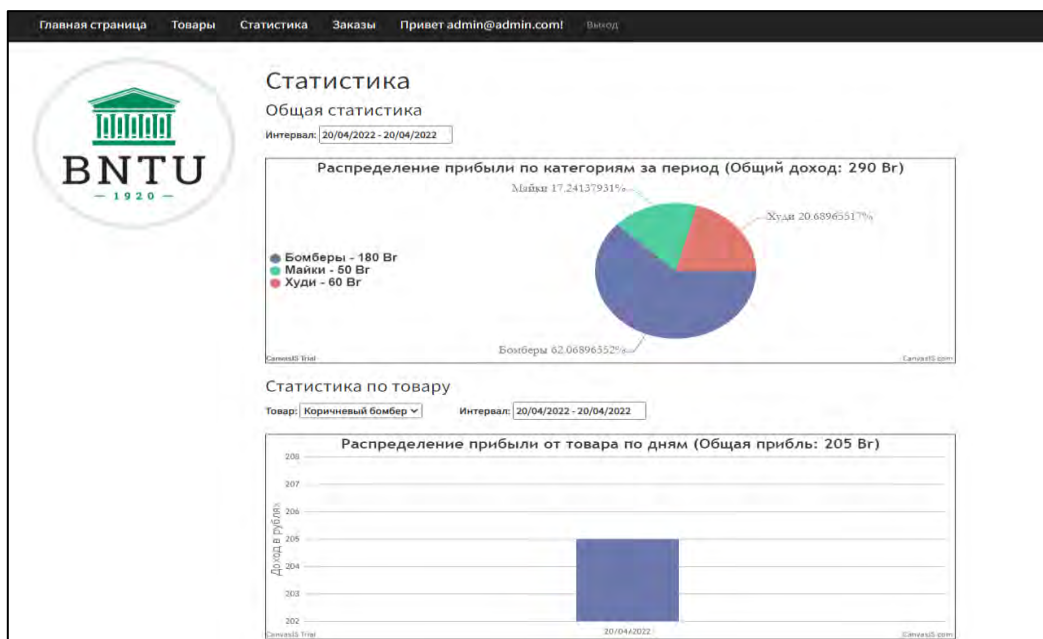 Главная страница Товары Статистика Заказы Привет admin@admin.com! Выход
BNTU
— 1920 —
Статистика
Общая статистика
Интервал: 20/04/2022 - 20/04/2022
Распределение прибыли по категориям за период (Общий доход: 290 Br)
Майки 17.24137931%
Худи 20.68965517%
Бомберы - 180 Br
Майки - 50 Br
Худи - 60 Br
Бомберы 62.06896552%
CanvasJS Trial
CanvasJS.com
Статистика по товару
Товар: Коричневый бомбер Интервал: 20/04/2022 - 20/04/2022
Распределение прибыли от товара по дням (Общая прибль: 205 Br)
Доход в рублях
208
207
206
205
204
203
202
20/04/2022
CanvasJS Trial
CanvasJS.com